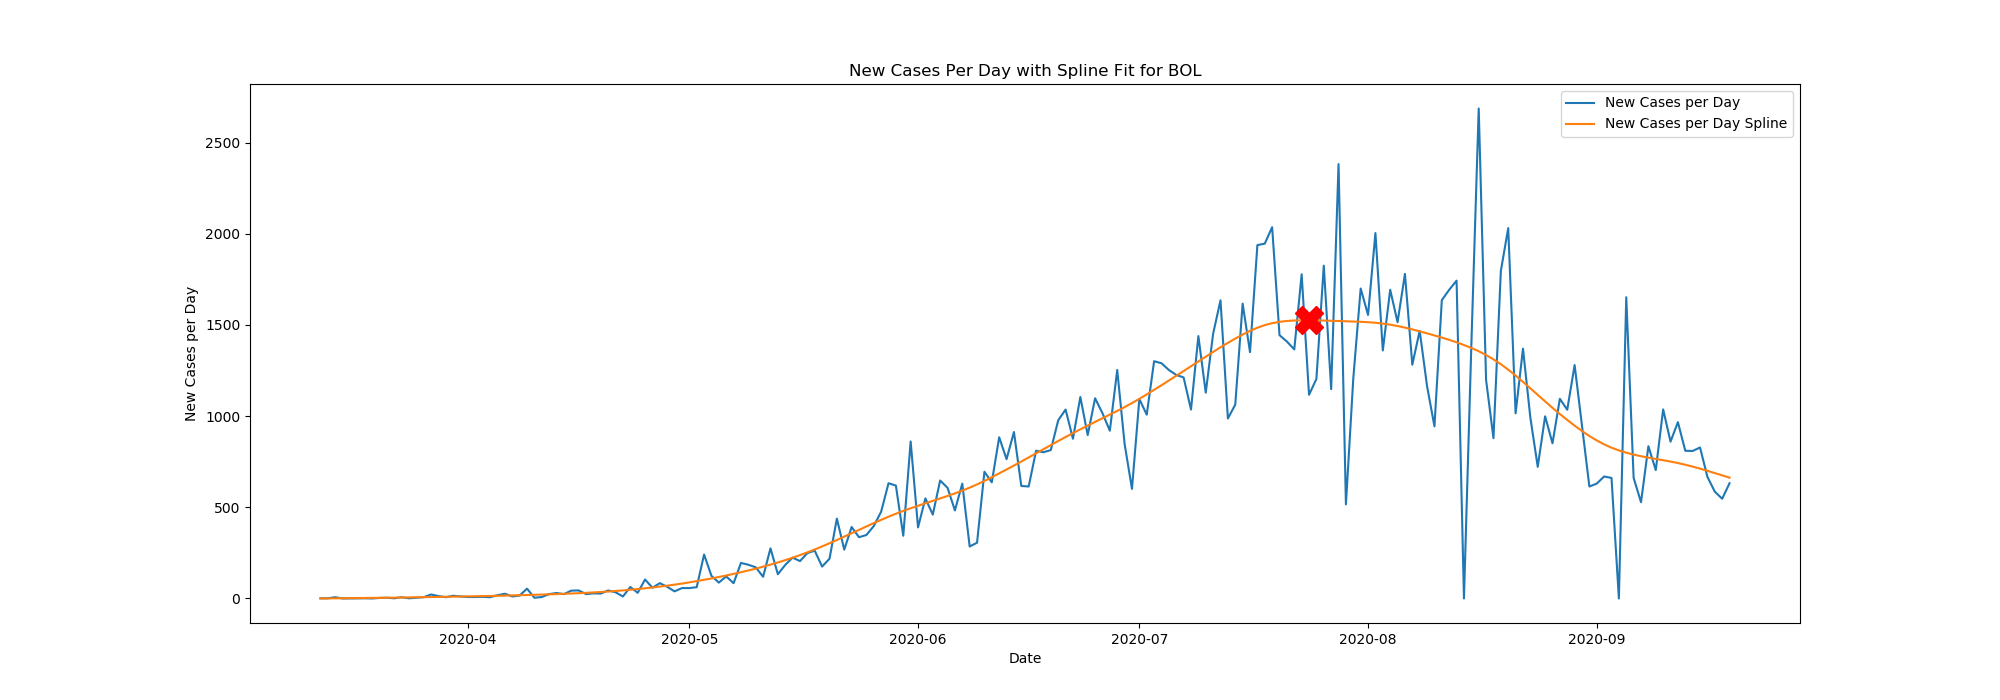 New Cases Per Day with Spline Fit for BOL
New Cases per Day
New Cases per Day Spline
2500
2000
1500
1000
500
0
New Cases per Day
2020-04 2020-05 2020-06 2020-07 2020-08 2020-09
Date